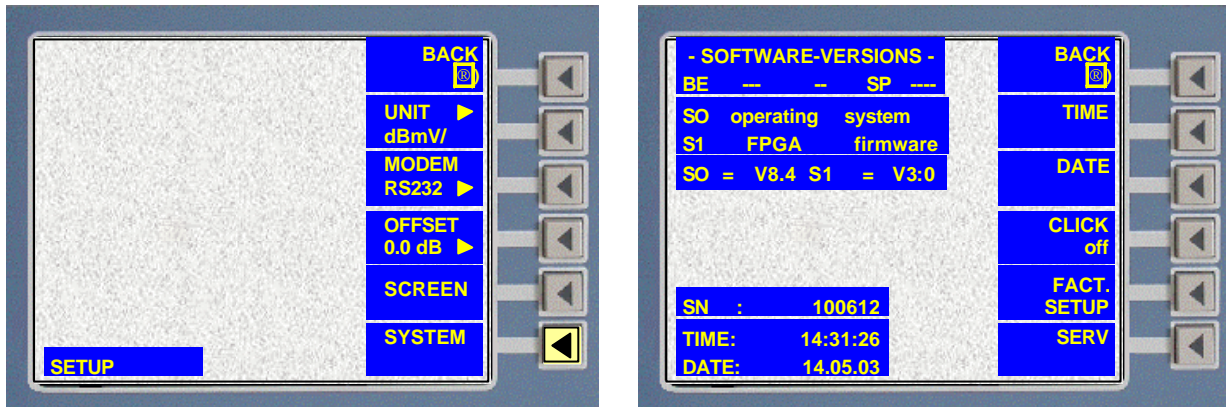 BACK
®)
UNIT ▶
dBmV/
MODEM
RS232 ▶
OFFSET
0.0 dB ▶
SCREEN
SYSTEM
SETUP
- SOFTWARE-VERSIONS -
BE --- -- SP ----
SO operating system
S1 FPGA firmware
SO = V8.4 S1 = V3:0
SN : 100612
TIME: 14:31:26
DATE: 14.05.03
BACK
®)
TIME
DATE
CLICK
off
FACT.
SETUP
SERV